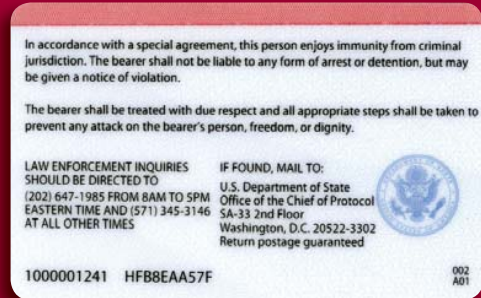 In accordance with a special agreement, this person enjoys immunity from criminal
jurisdiction. The bearer shall not be liable to any form of arrest or detention, but may
be given a notice of violation.
The bearer shall be treated with due respect and all appropriate steps shall be taken to
prevent any attack on the bearer's person, freedom, or dignity.
LAW ENFORCEMENT INQUIRIES
SHOULD BE DIRECTED TO
(202) 647-1985 FROM 8AM TO 5PM
EASTERN TIME AND (571) 345-3146
AT ALL OTHER TIMES
IF FOUND, MAIL TO:
U.S. Department of State
Office of the Chief of Protocol
SA-33 2nd Floor
Washington, D.C. 20522-3302
Return postage guaranteed
1000001241 HFB8EAA57F
002
A01